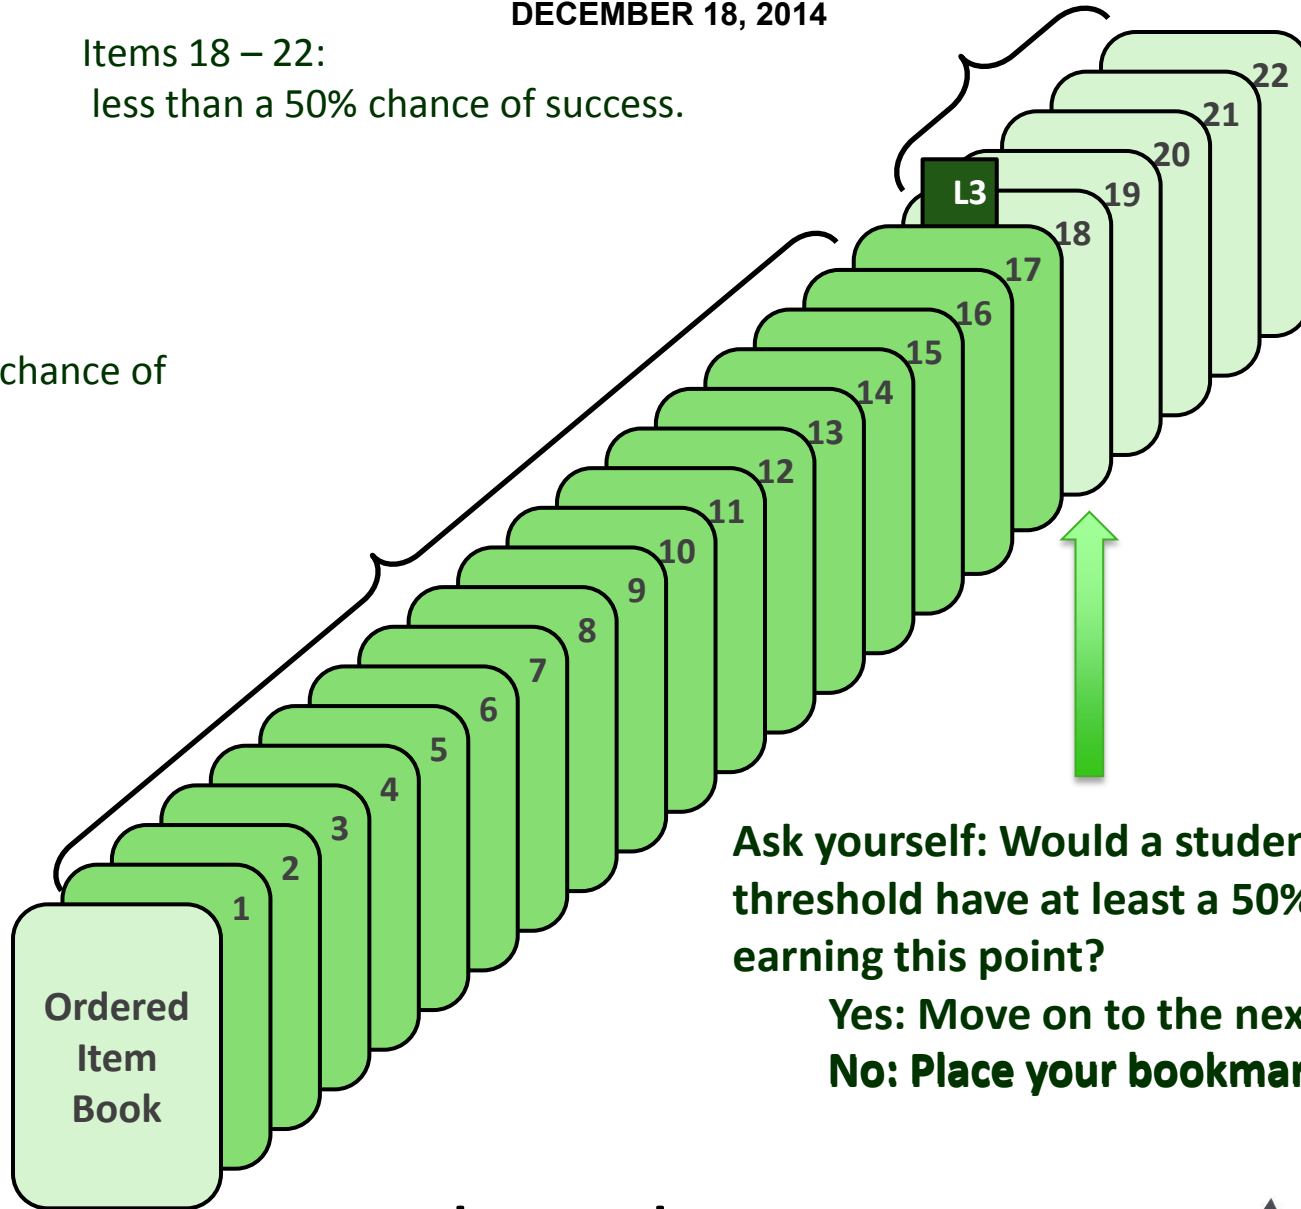 DECEMBER 18, 2014
Items 18 – 22:
less than a 50% chance of success.
22
21
20
19
L3
18
17
16
15
chance of
14
13
12
11
10
9
8
7
6
5
4
3
2
1
Ask yourself: Would a
threshold have at least a 50%
earning this point?
Yes: Move on to the
No: Place your
Ordered
Item
Book